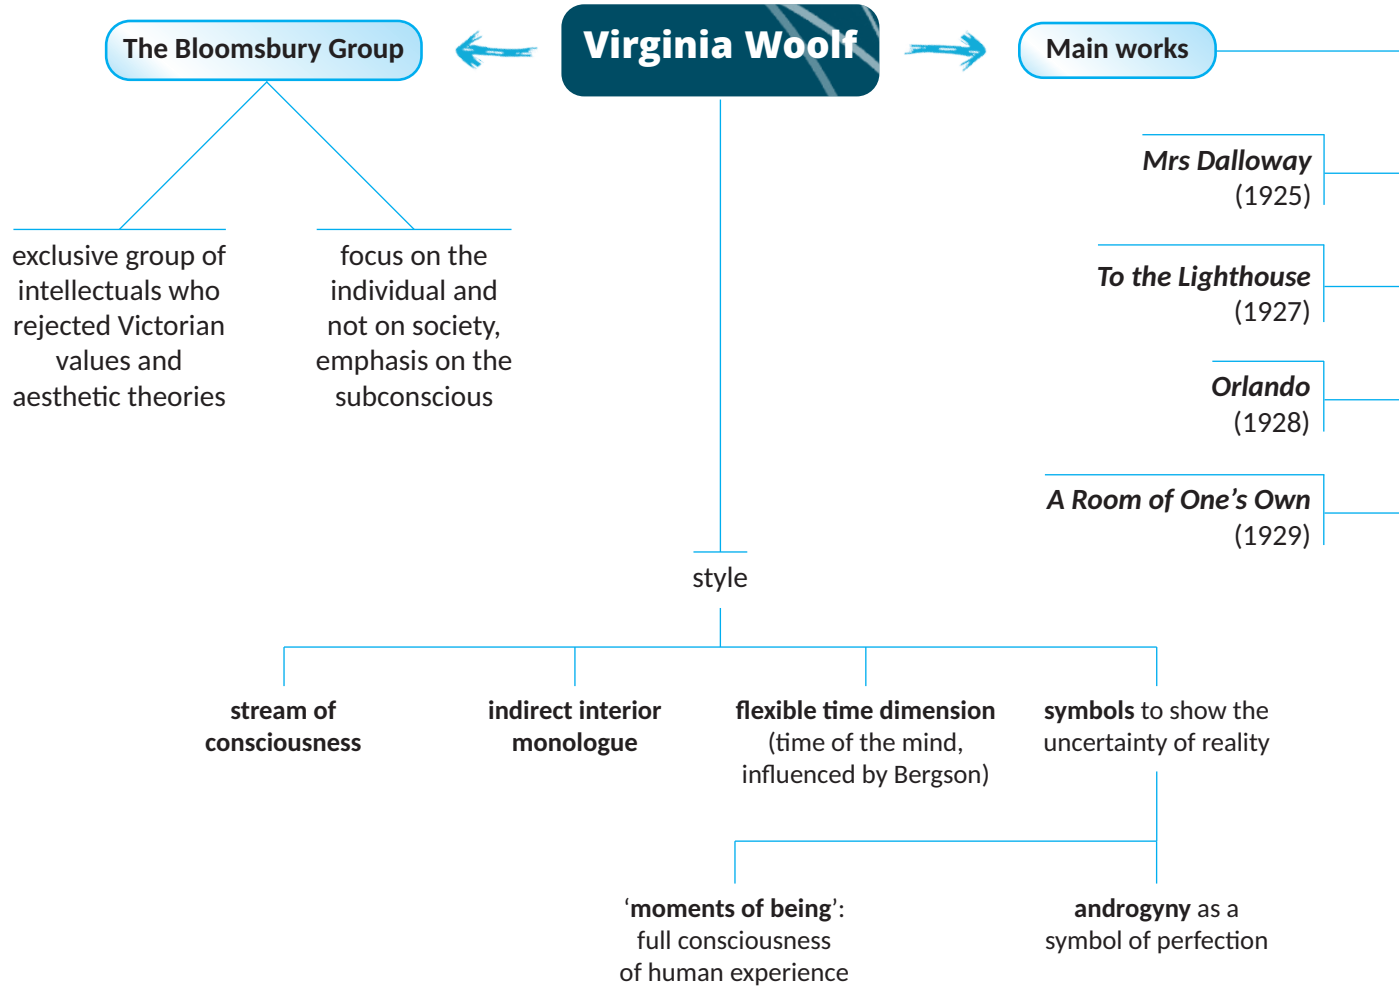 The Bloomsbury Group
Virginia Woolf
Main works
exclusive group of
intellectuals who
rejected Victorian
values and
aesthetic theories
focus on the
individual and
not on society,
emphasis on the
subconscious
Mrs Dalloway
(1925)
To the Lighthouse
(1927)
Orlando
(1928)
A Room of One’s Own
(1929)
style
stream of
consciousness
indirect interior
monologue
flexible time dimension
(time of the mind,
influenced by Bergson)
symbols to show the
uncertainty of reality
‘moments of being’:
full consciousness
of human experience
androgyny as a
symbol of perfection